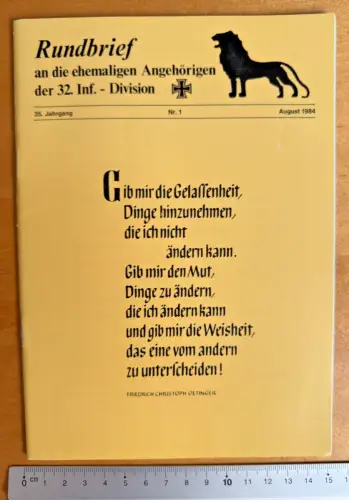 Rundbrief
an die ehemaligen Angehörigen
der 32. Inf. - Division
35. Jahrgang Nr. 1 August 1984
Gib mir die Gelassenheit,
Dinge hinzunehmen,
die ich nicht
ändern kann.
Gib mir den Mut,
Dinge zu ändern,
die ich ändern kann
und gib mir die Weisheit,
das eine vom andern
zu unterscheiden!
FRIEDRICH CHRISTOPH OETINGER
0 cm 1 2 3 4 5 6 7 8 9 10 11 12 13 14 15